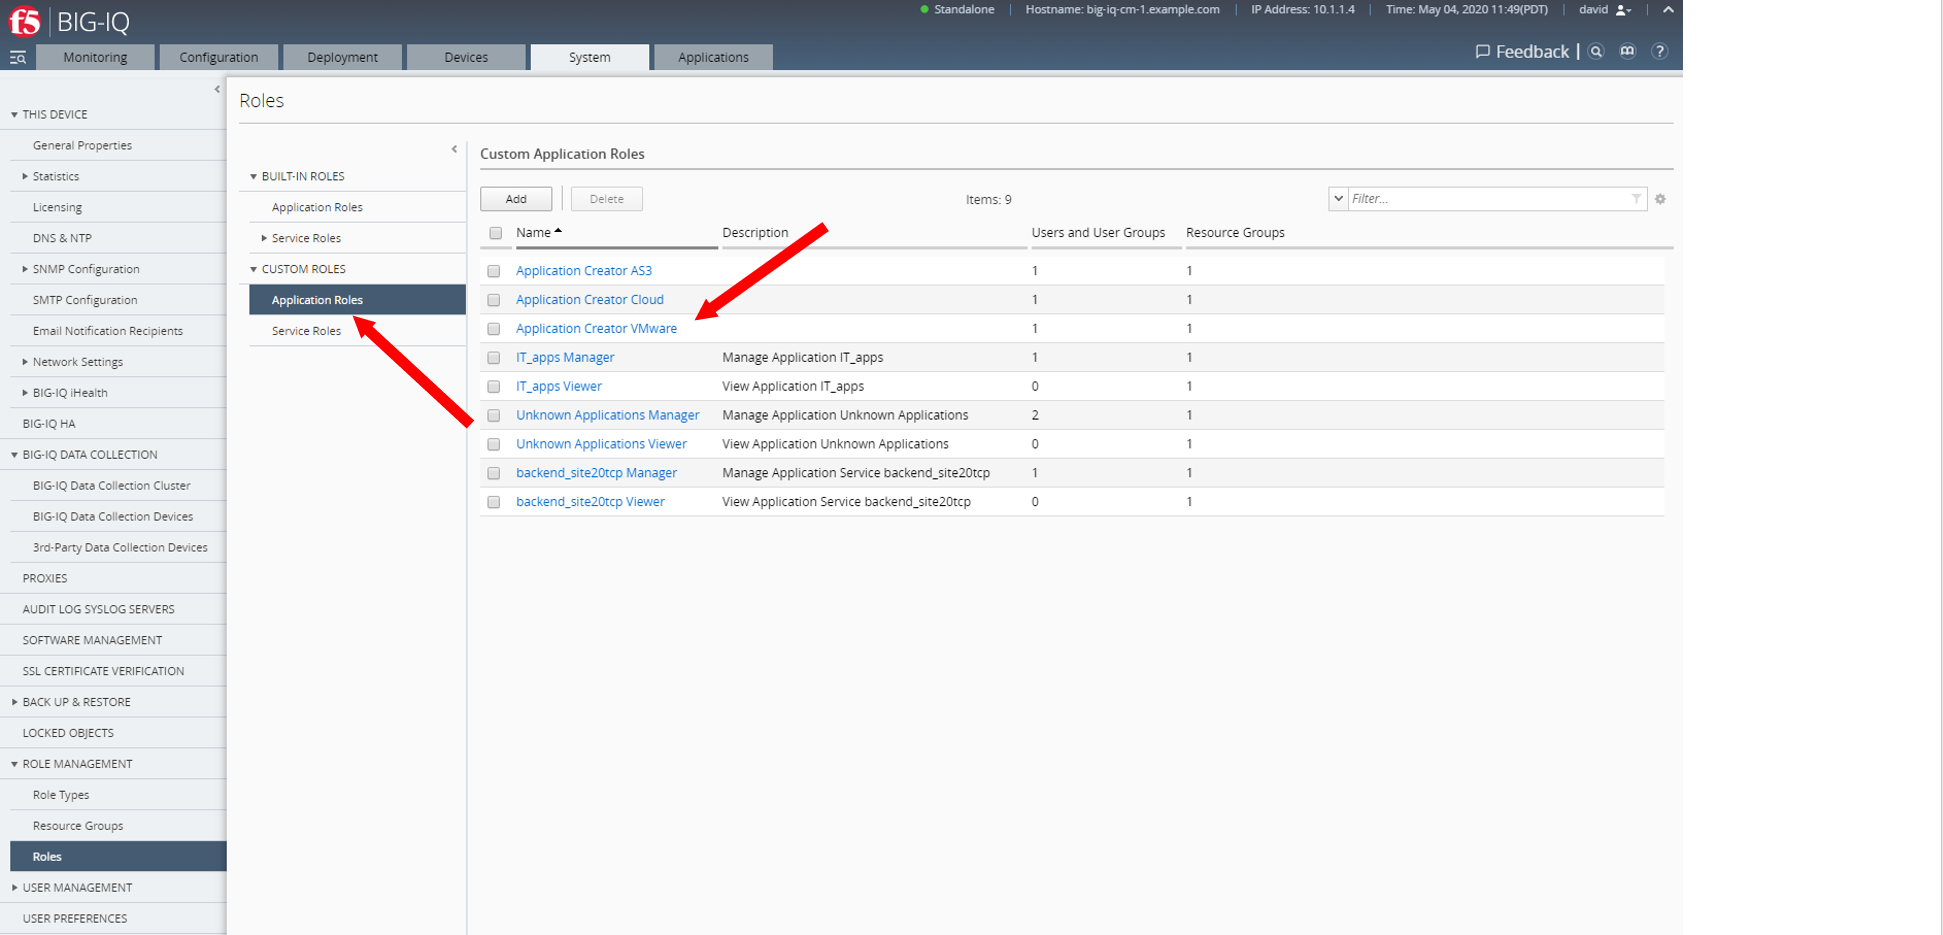 f5 BIG-IQ
Standalone | Hostname: big-iq-cm-1.example.com | IP Address: 10.1.1.4 | Time: May 04, 2020 11:49(PDT) | david |
Monitoring Configuration Deployment Devices System Applications
Feedback | ?
THIS DEVICE
General Properties
Statistics
Licensing
DNS & NTP
SNMP Configuration
SMTP Configuration
Email Notification Recipients
Network Settings
BIG-IQ iHealth
BIG-IQ HA
BIG-IQ DATA COLLECTION
BIG-IQ Data Collection Cluster
BIG-IQ Data Collection Devices
3rd-Party Data Collection Devices
PROXIES
AUDIT LOG SYSLOG SERVERS
SOFTWARE MANAGEMENT
SSL CERTIFICATE VERIFICATION
BACK UP & RESTORE
LOCKED OBJECTS
ROLE MANAGEMENT
Role Types
Resource Groups
Roles
USER MANAGEMENT
USER PREFERENCES
Roles
BUILT-IN ROLES
Application Roles
Service Roles
CUSTOM ROLES
Application Roles
Service Roles
Custom Application Roles
Add Delete Items: 9 Filter...
Name Description Users and User Groups Resource Groups
Application Creator AS3 1 1
Application Creator Cloud 1 1
Application Creator VMware 1 1
IT_apps Manager Manage Application IT_apps 1 1
IT_apps Viewer View Application IT_apps 0 1
Unknown Applications Manager Manage Application Unknown Applications 2 1
Unknown Applications Viewer View Application Unknown Applications 0 1
backend_site20tcp Manager Manage Application Service backend_site20tcp 1 1
backend_site20tcp Viewer View Application Service backend_site20tcp 0 1